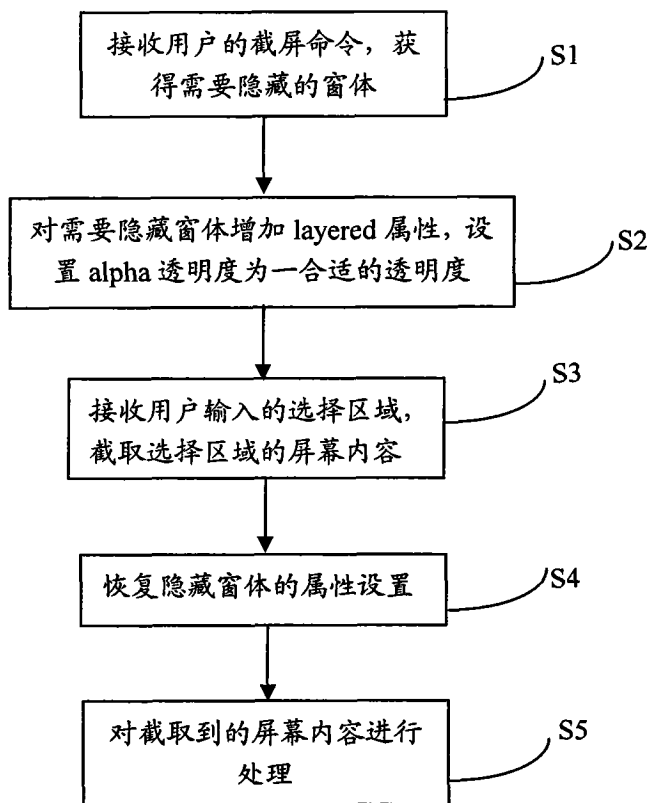 接收用户的截屏命令，获
得需要隐藏的窗体
S1
对需要隐藏窗体增加 layered 属性，设
置 alpha 透明度为一合适的透明度
S2
接收用户输入的选择区域，
截取选择区域的屏幕内容
S3
恢复隐藏窗体的属性设置
S4
对截取到的屏幕内容进行
处理
S5